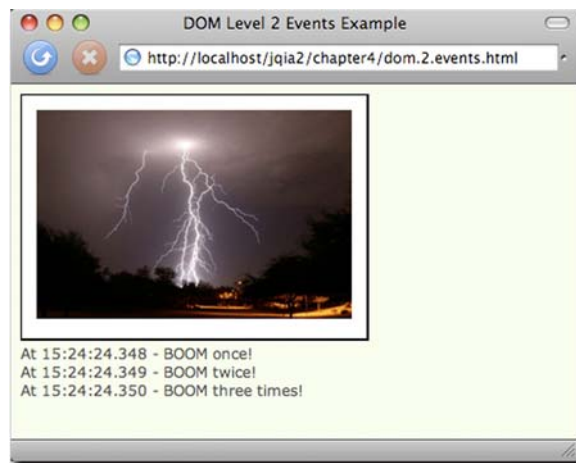 DOM Level 2 Events Example
http://localhost/jqia2/chapter4/dom.2.events.html
At 15:24:24.348 - BOOM once!
At 15:24:24.349 - BOOM twice!
At 15:24:24.350 - BOOM three times!